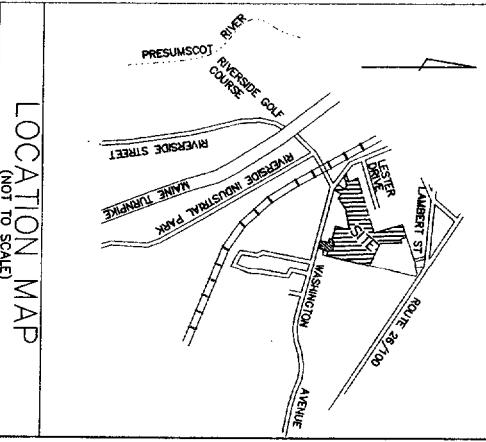 PRESUMSCOT RIVER
RIVERSIDE GOLF
COURSE
RIVERSIDE STREET
MAINE TURNPIKE
RIVERSIDE INDUSTRIAL PARK
LESTER
DRIVE
LAMBERT ST
SITE
ROUTE 26/100
WASHINGTON
AVENUE
LOCATION MAP
(NOT TO SCALE)